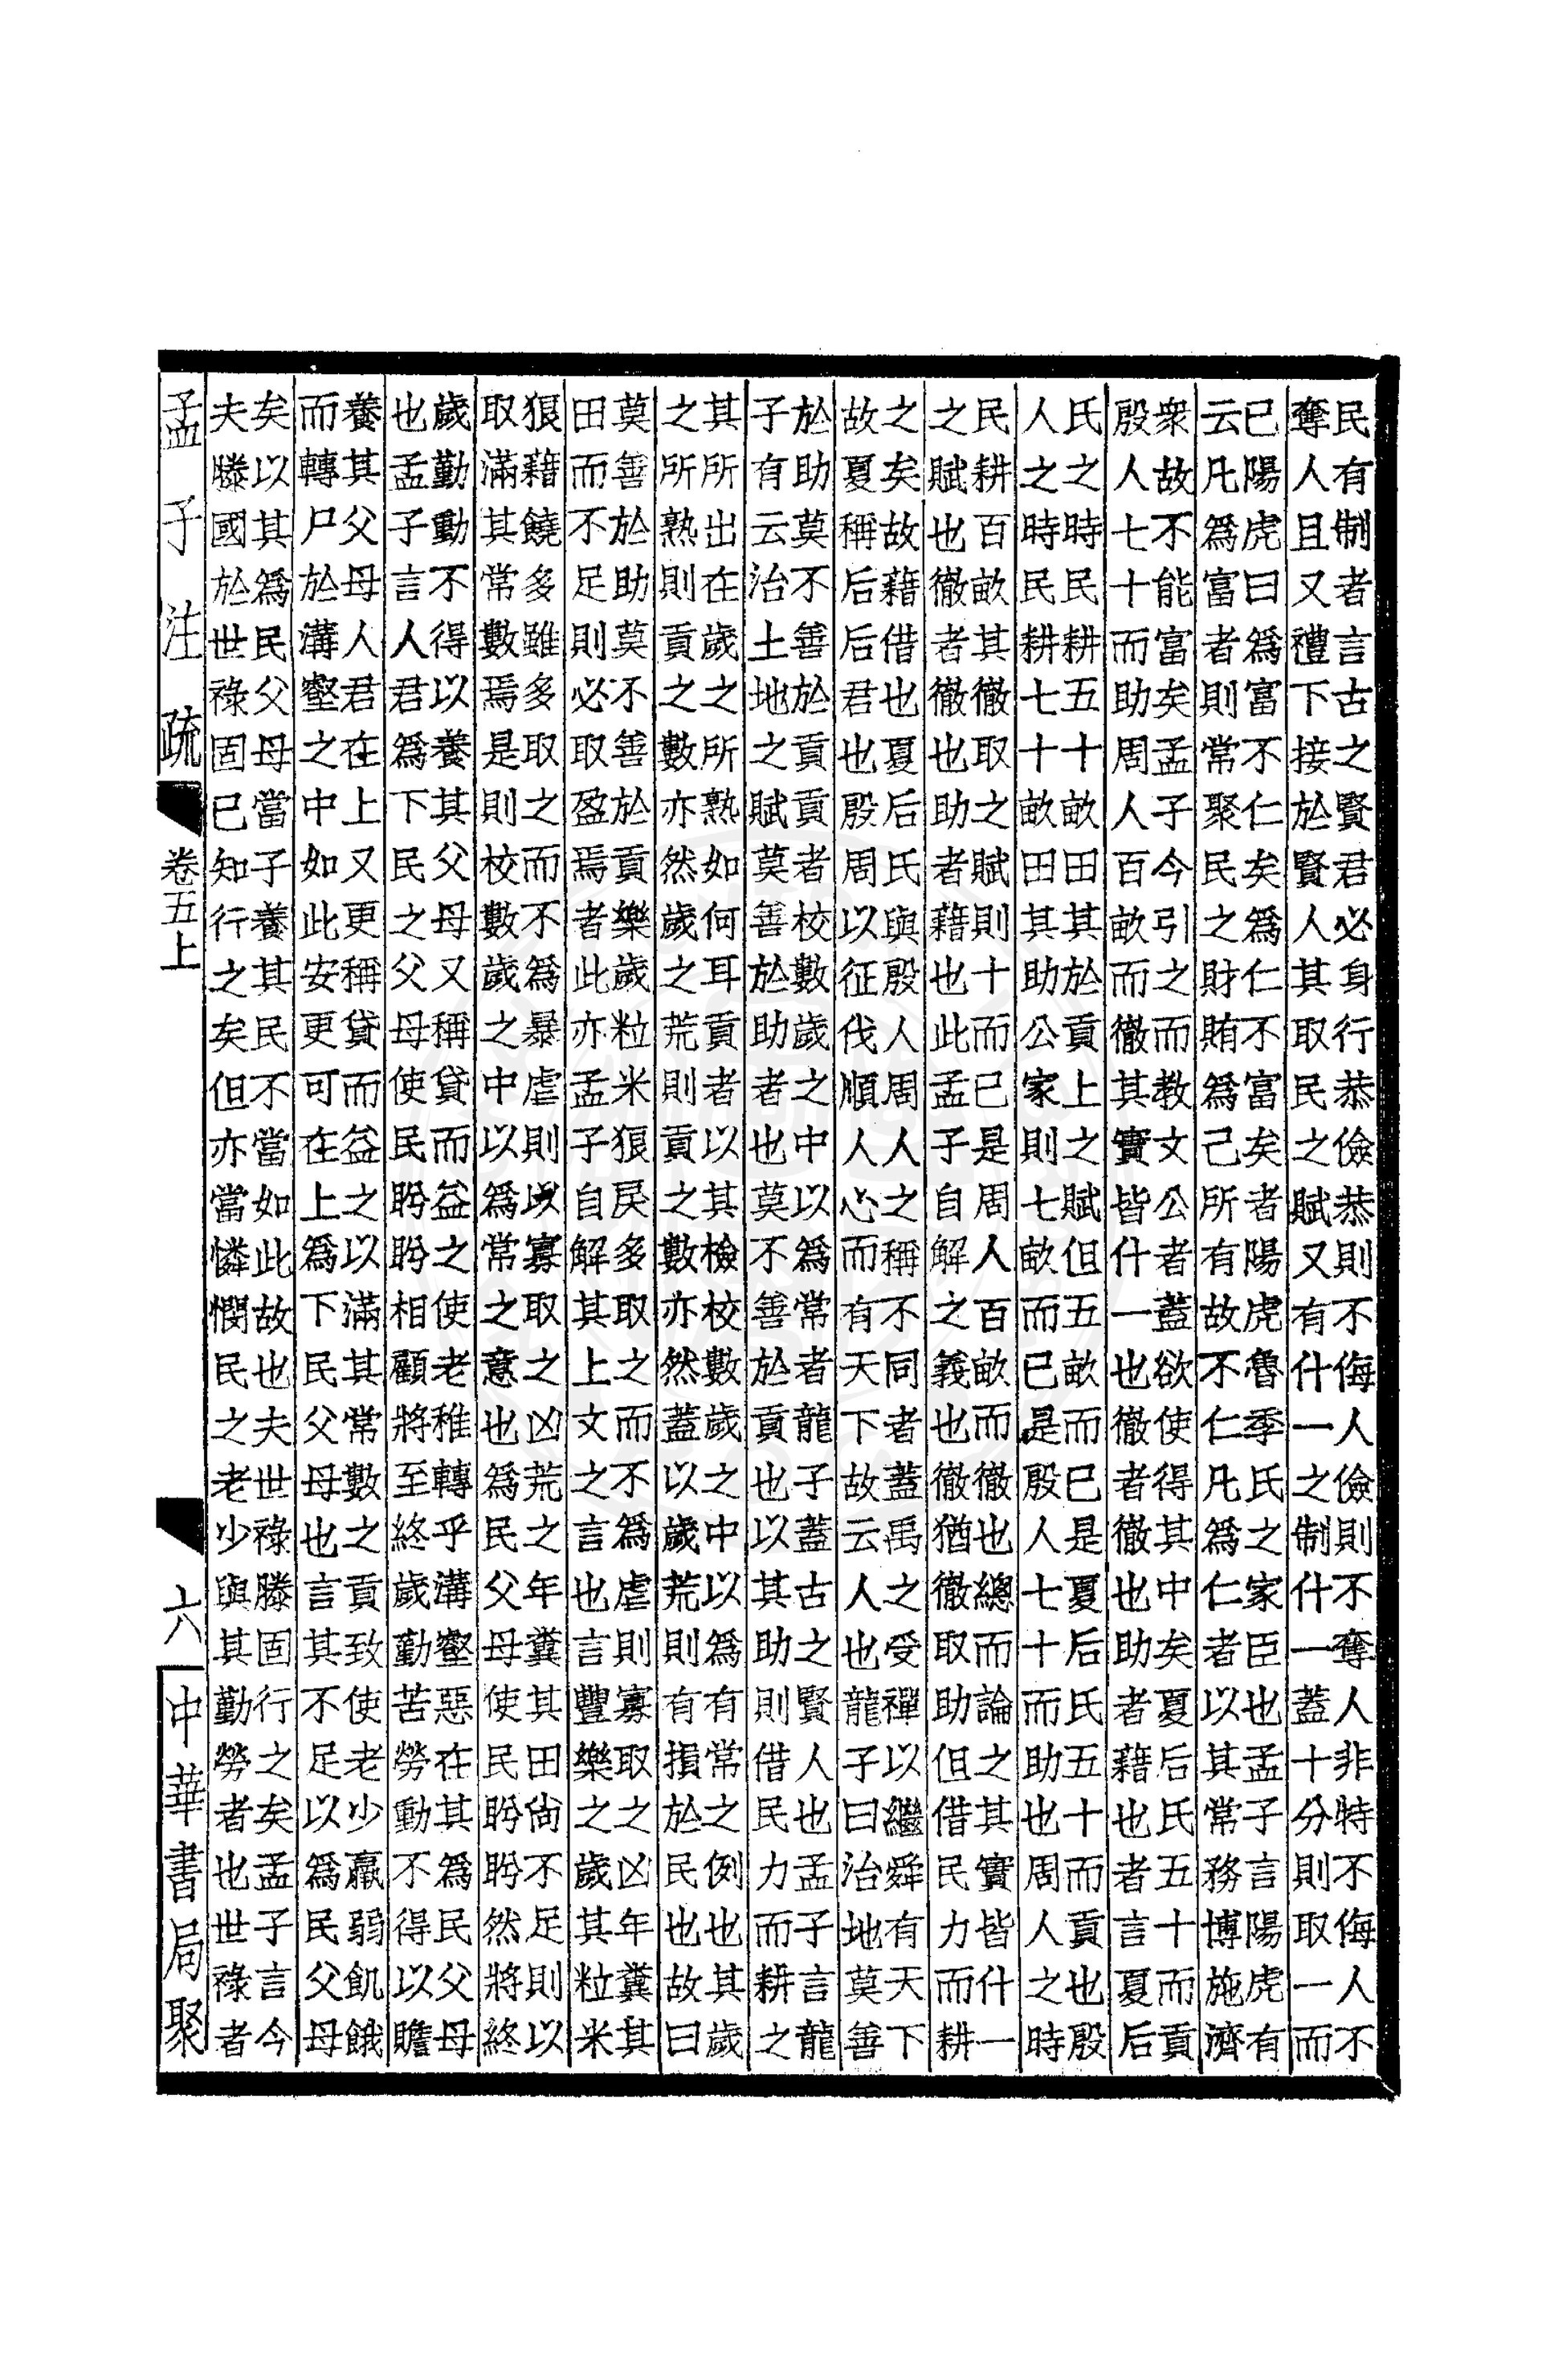 民有制者言古之賢君必身行恭儉恭則不侮人儉則不奪人非特不侮人不
奪人且又禮下接於賢人其取民之賦又有什一之制什一蓋十分則取一而
已陽虎曰爲富不仁矣爲仁不富矣者陽虎魯季氏之家臣也孟子言陽虎有
云凡爲富者則常聚民之財賄爲己所有故不仁凡爲仁者以其常務博施濟
衆故不能富矣孟子今引之而教文公者蓋欲使得其中矣夏后氏五十而貢
殷人七十而助周人百畝而徹其實皆什一也徹者徹也助者藉也者言夏后
氏之時民耕五十畝田其於貢上之賦但五畝而已是夏后氏五十而貢也殷
人之時民耕七十畝田其助公家則七畝而已是殷人七十而助也周人之時
民耕百畝其徹取之賦則十而已是周人百畝而徹也總而論之其實皆什一
之賦也徹者徹也助者藉也此孟子自解之義也徹猶徹取助但借民力而耕
之矣故藉借也夏后氏與殷人周人之稱不同者蓋禹之受禪以繼舜有天下
故夏稱后后君也殷周以征伐順人心而有天下故云人也龍子曰治地莫善
於助莫不善於貢貢者校數歲之中以爲常者龍子蓋古之賢人也孟子言龍
子有云治土地之賦莫善於助者也莫不善於貢也以其助則借民力而耕之
其所出在歲之所熟如何耳貢者以其檢校數歲之中以爲有常之例也其歲
之所熟則貢之數亦然歲之荒則貢之數亦然蓋以歲荒則有損於民也故曰
莫善於助莫不善於貢樂歲粒米狼戾多取之而不爲虐則寡取之凶年糞其
田而不足則必取盈焉者此亦孟子自解其上文之言也言豐樂之歲其粒米
狼藉饒多雖多取之而不爲暴虐則以寡取之凶荒之年糞其田尙不足則以
取滿其常數焉是則校數歲之中以爲常之意也爲民父母使民盻盻然將終
歲勤動不得以養其父母又稱貸而益之使老稚轉乎溝壑惡在其爲民父母
也孟子言人君爲下民之父母使民盻盻相顧將至終歲勤苦勞動不得以贍
養其父母人君在上又更稱貸而益之以滿其常數之貢致使老少羸弱飢餓
而轉尸於溝壑之中如此安更可在上爲下民父母也言其不足以爲民父母
矣以其爲民父母當子養其民不當如此故也夫世祿滕固行之矣孟子言今
夫滕國於世祿固已知行之矣但亦當憐憫民之老少與其勤勞者也世祿者
孟子注疏 卷五上 六 中華書局聚